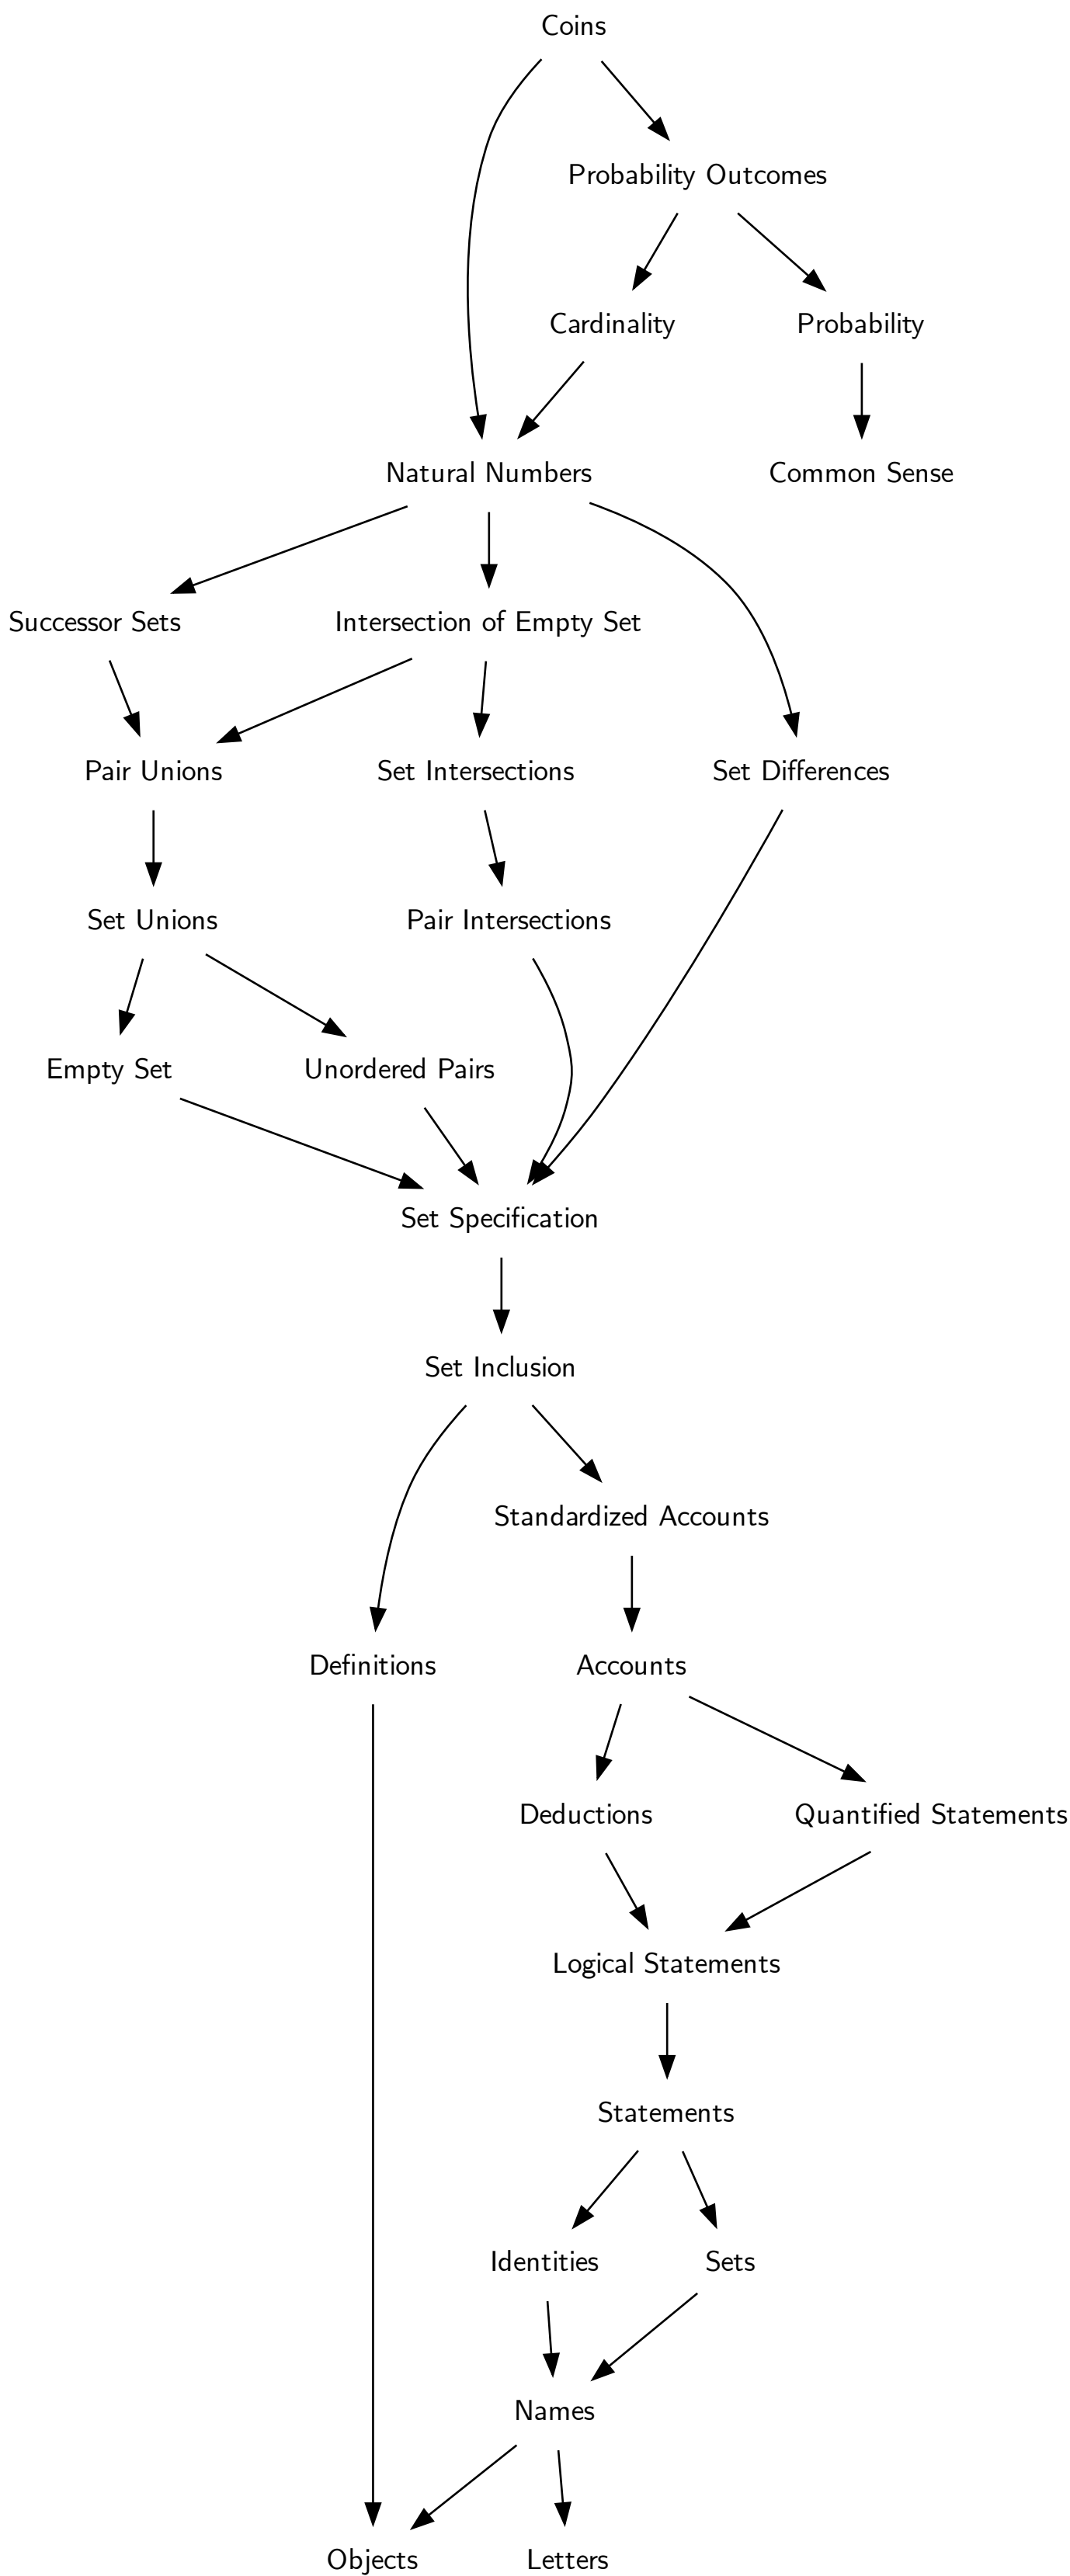 Coins
Probability Outcomes
Cardinality
Probability
Natural Numbers
Common Sense
Successor Sets
Intersection of Empty Set
Pair Unions
Set Intersections
Set Differences
Set Unions
Pair Intersections
Empty Set
Unordered Pairs
Set Specification
Set Inclusion
Standardized Accounts
Definitions
Accounts
Deductions
Quantified Statements
Logical Statements
Statements
Identities
Sets
Names
Objects
Letters